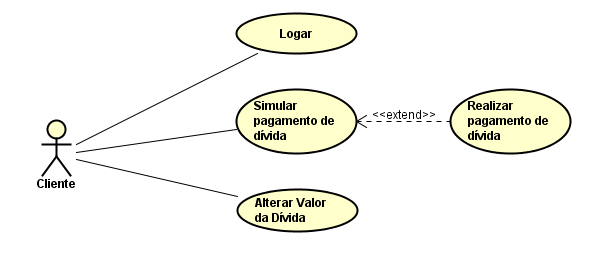 Logar
Simular
pagamento de
dívida
<<extend>>
Realizar
pagamento de
dívida
Cliente
Alterar Valor
da Dívida